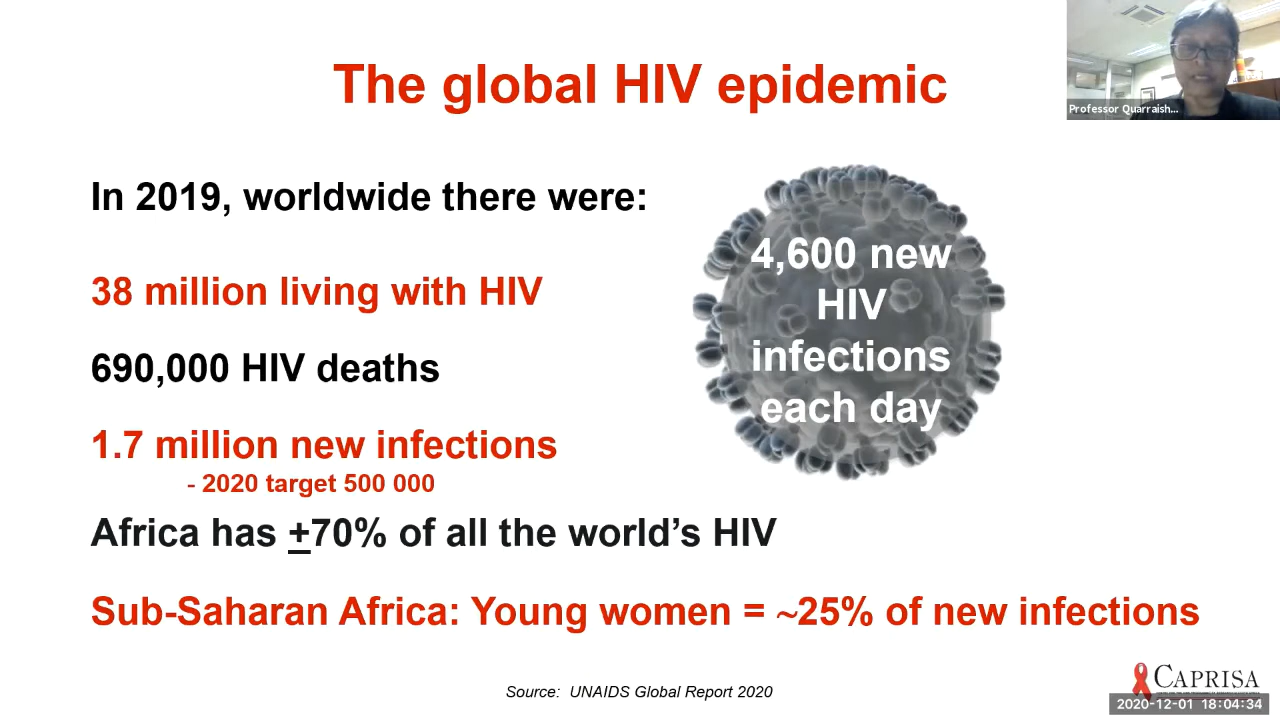 The global HIV epidemic
Professor Quarraish...
In 2019, worldwide there were:
38 million living with HIV
690,000 HIV deaths
1.7 million new infections
- 2020 target 500 000
Africa has ±70% of all the world's HIV
Sub-Saharan Africa: Young women = ~25% of new infections
4,600 new
HIV
infections
each day
Source: UNAIDS Global Report 2020
CAPRISA
2020-12-01 18:04:34